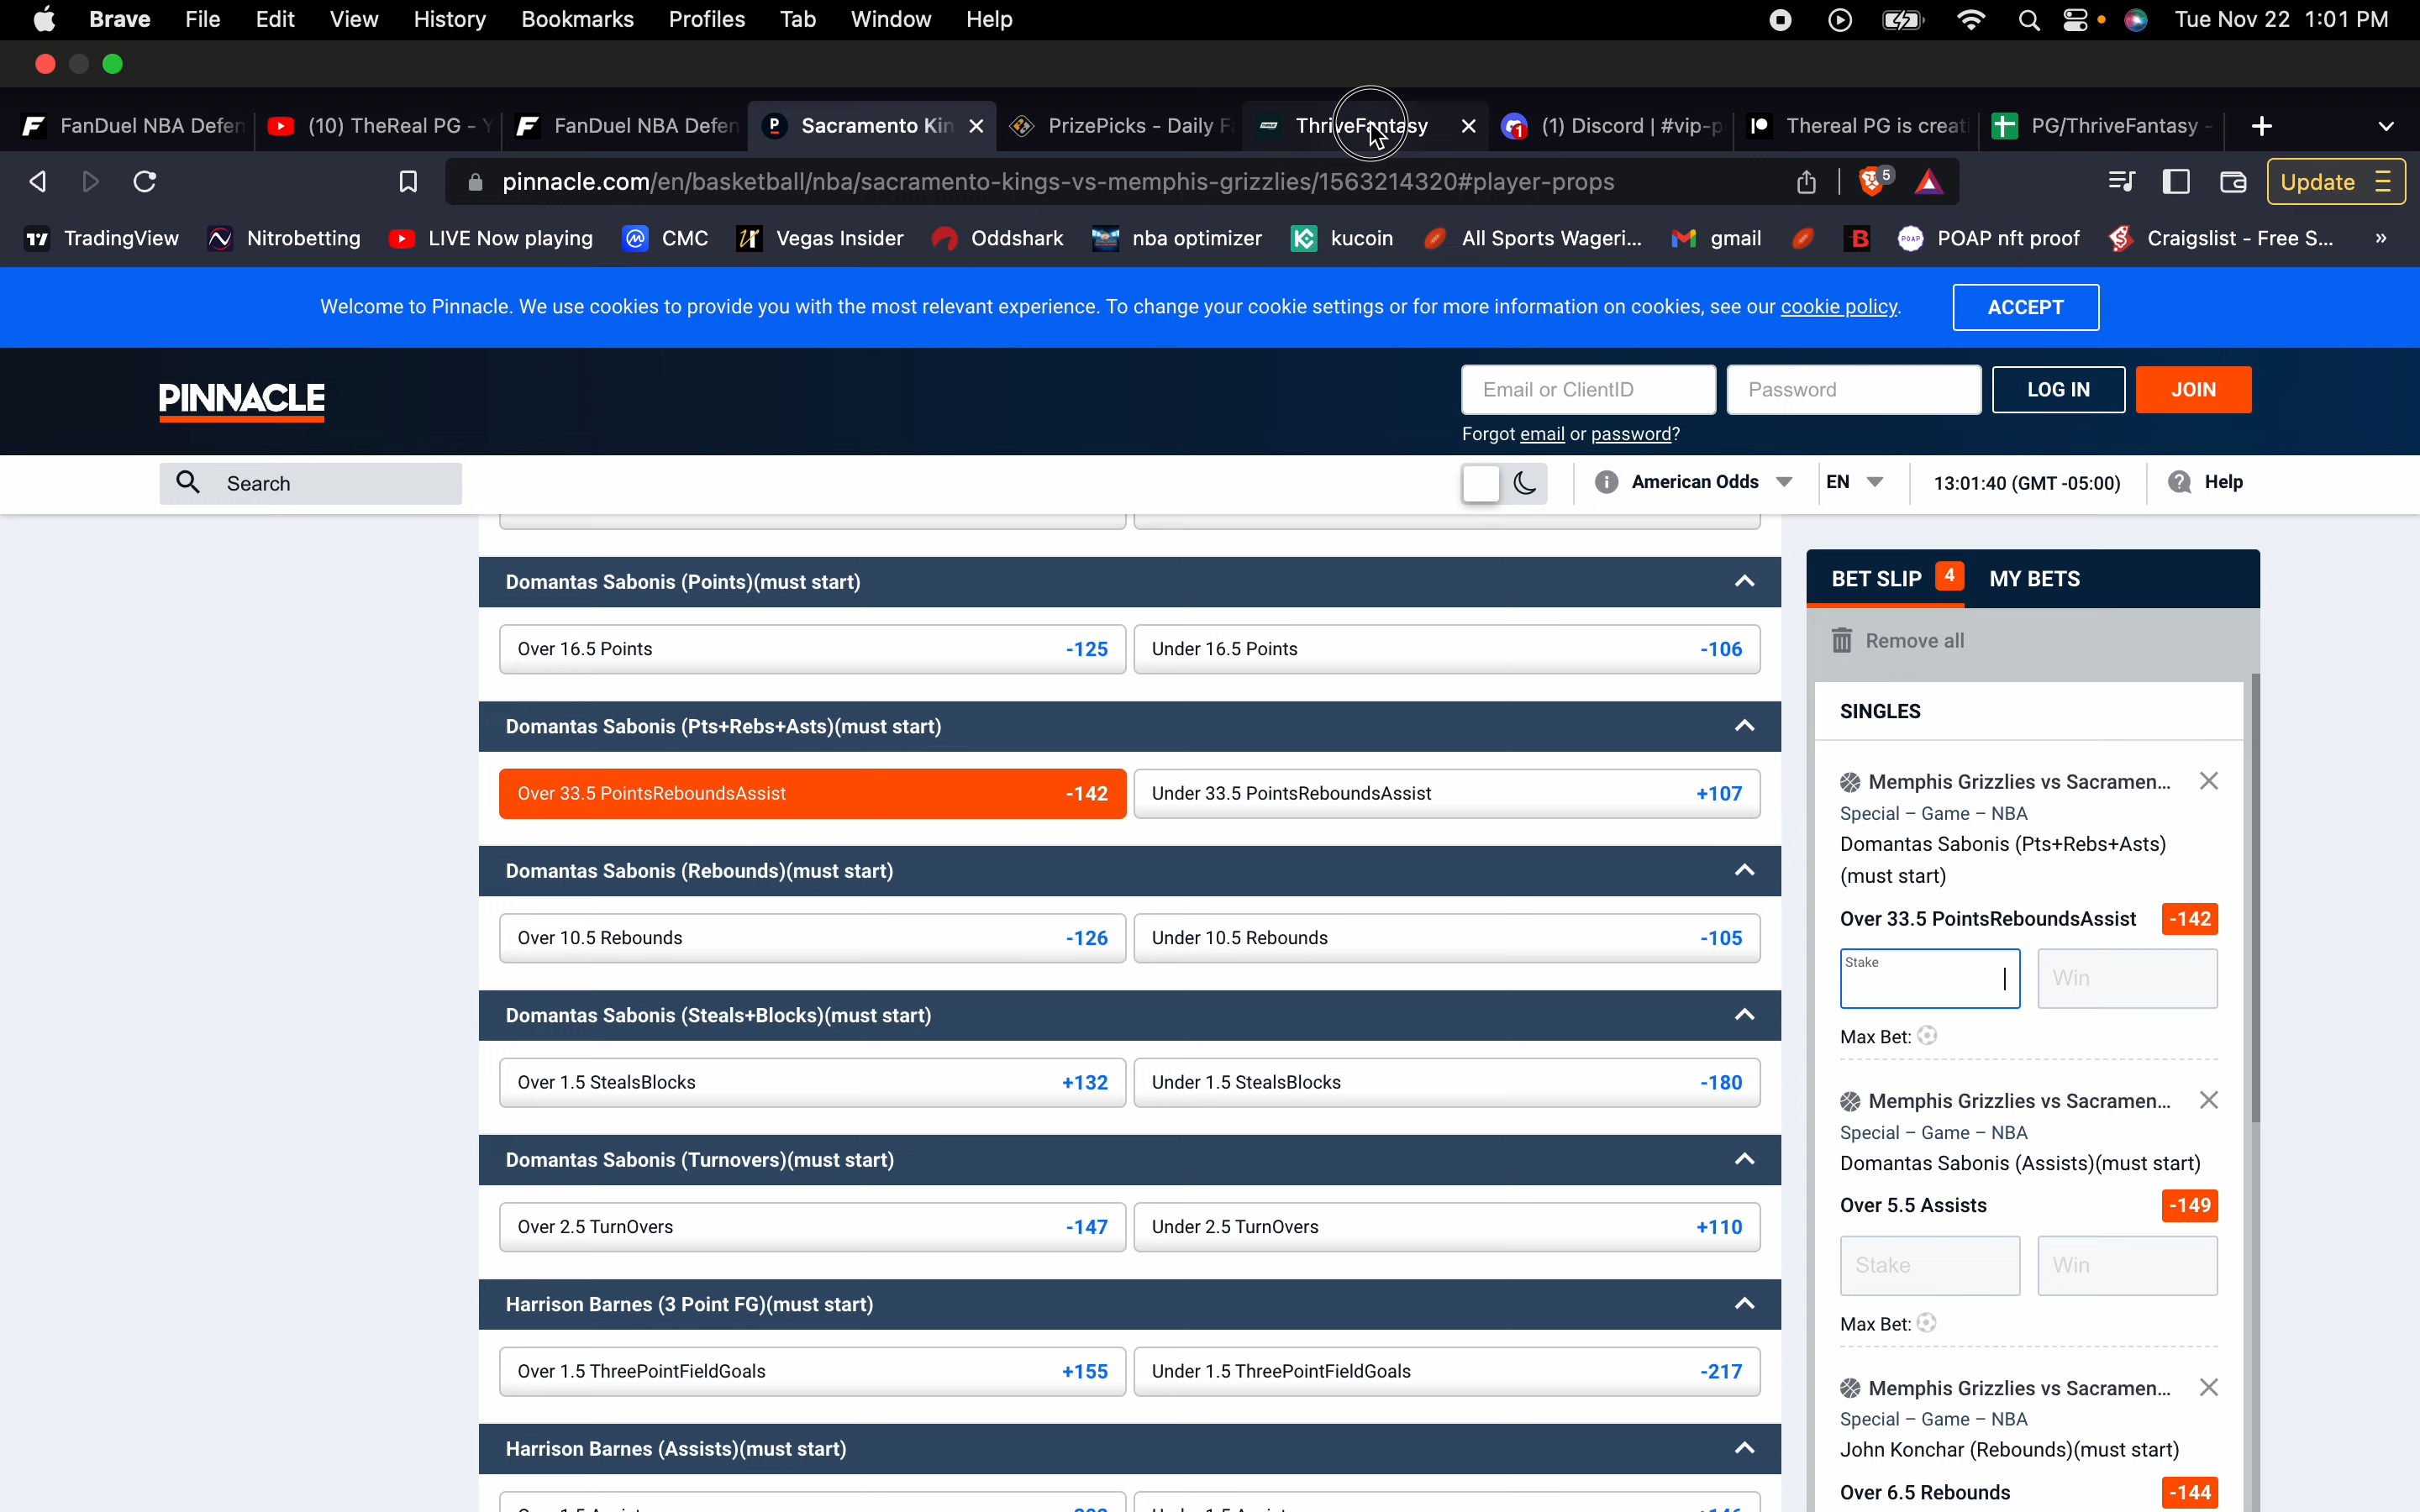 Brave File Edit View History Bookmarks Profiles Tab Window Help Tue Nov 22 1:01 PM
FanDuel NBA Defen (10) TheReal PG - Y FanDuel NBA Defen Sacramento Kin PrizePicks - Daily Fa ThriveFantasy (1) Discord | #vip-p Thereal PG is creati PG/ThriveFantasy -
pinnacle.com/en/basketball/nba/sacramento-kings-vs-memphis-grizzlies/1563214320#player-props 5 Update
TradingView Nitrobetting LIVE Now playing CMC Vegas Insider Oddshark nba optimizer kucoin All Sports Wageri... gmail POAP nft proof Craigslist - Free S... »
Welcome to Pinnacle. We use cookies to provide you with the most relevant experience. To change your cookie settings or for more information on cookies, see our cookie policy. ACCEPT
PINNACLE Email or ClientID Password LOG IN JOIN
Forgot email or password?
Search American Odds EN 13:01:40 (GMT -05:00) Help
Domantas Sabonis (Points)(must start)
Over 16.5 Points -125 Under 16.5 Points -106
Domantas Sabonis (Pts+Rebs+Asts)(must start)
Over 33.5 PointsReboundsAssist -142 Under 33.5 PointsReboundsAssist +107
Domantas Sabonis (Rebounds)(must start)
Over 10.5 Rebounds -126 Under 10.5 Rebounds -105
Domantas Sabonis (Steals+Blocks)(must start)
Over 1.5 StealsBlocks +132 Under 1.5 StealsBlocks -180
Domantas Sabonis (Turnovers)(must start)
Over 2.5 TurnOvers -147 Under 2.5 TurnOvers +110
Harrison Barnes (3 Point FG)(must start)
Over 1.5 ThreePointFieldGoals +155 Under 1.5 ThreePointFieldGoals -217
Harrison Barnes (Assists)(must start)
BET SLIP 4 MY BETS
Remove all
SINGLES
Memphis Grizzlies vs Sacramen...
Special – Game – NBA
Domantas Sabonis (Pts+Rebs+Asts)
(must start)
Over 33.5 PointsReboundsAssist -142
Stake Win
Max Bet:
Memphis Grizzlies vs Sacramen...
Special – Game – NBA
Domantas Sabonis (Assists)(must start)
Over 5.5 Assists -149
Stake Win
Max Bet:
Memphis Grizzlies vs Sacramen...
Special – Game – NBA
John Konchar (Rebounds)(must start)
Over 6.5 Rebounds -144